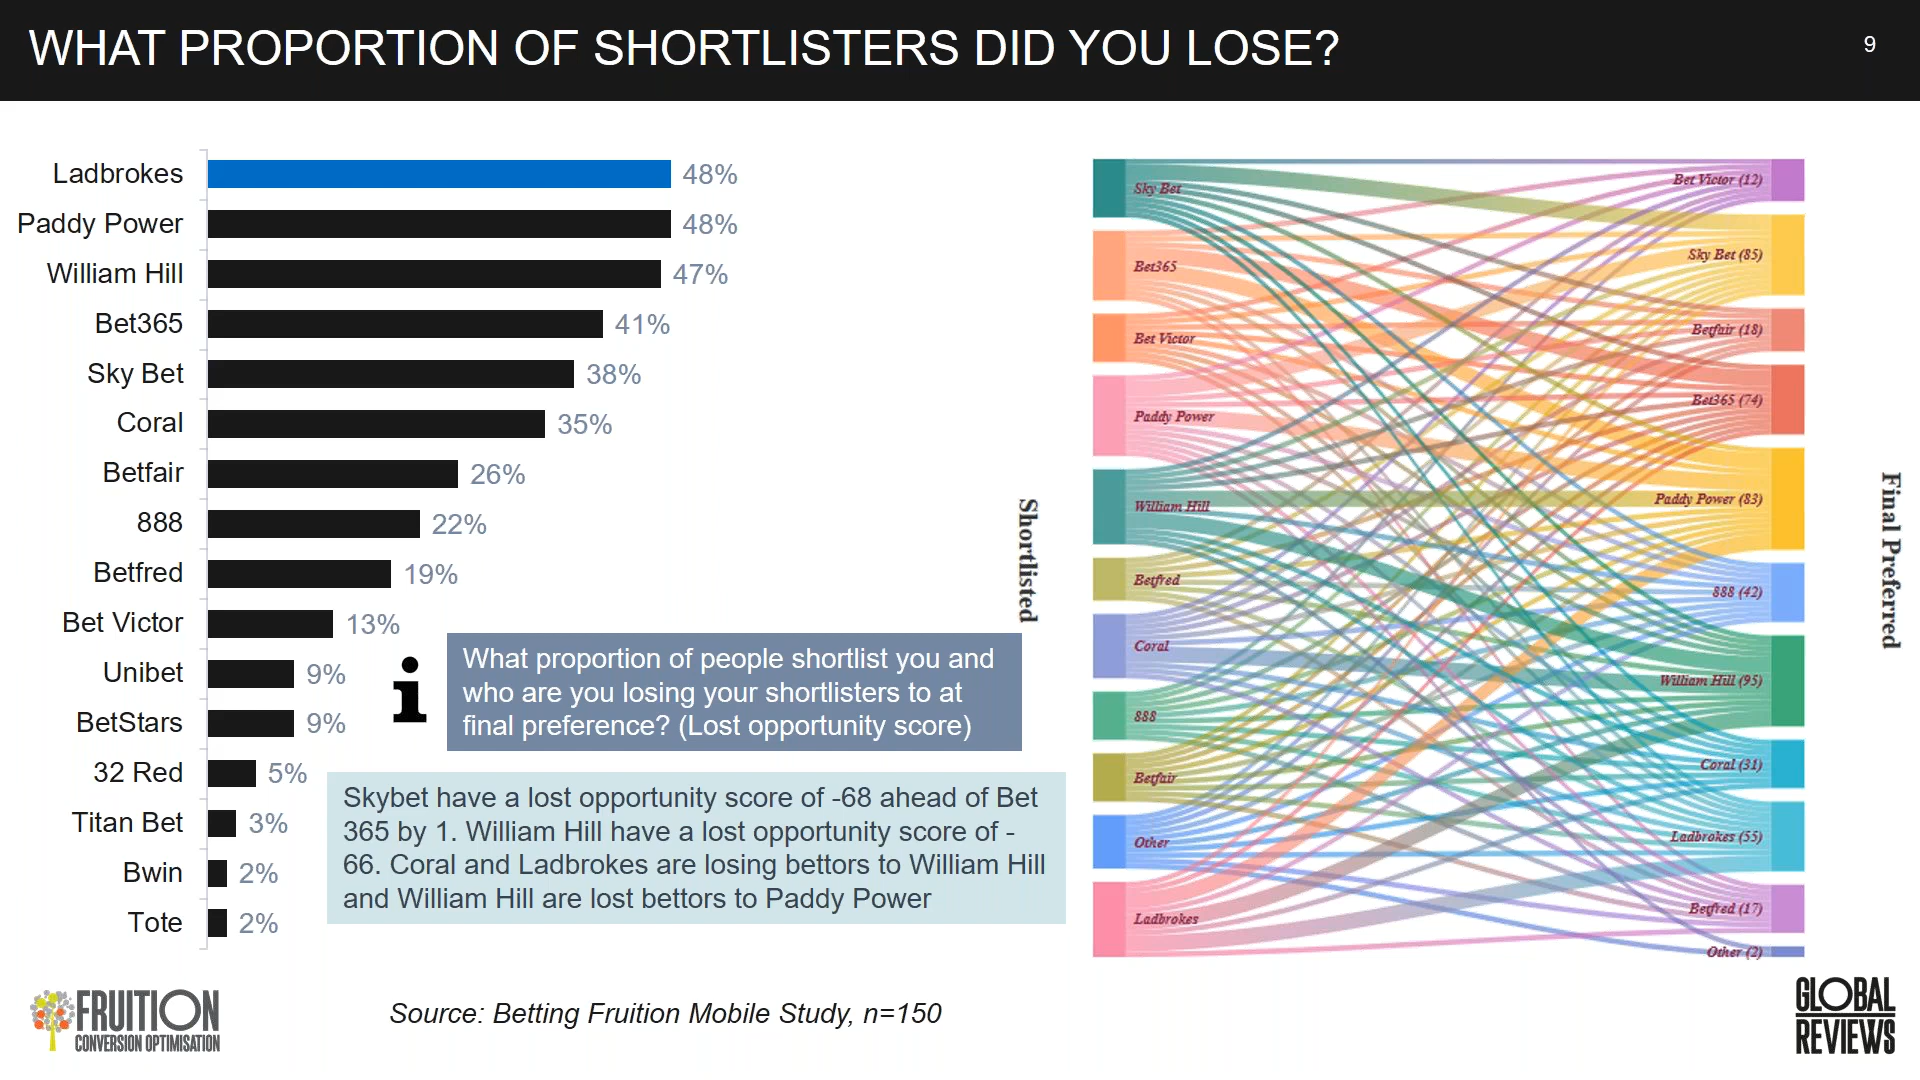 WHAT PROPORTION OF SHORTLISTERS DID YOU LOSE?
9
Ladbrokes 48%
Paddy Power 48%
William Hill 47%
Bet365 41%
Sky Bet 38%
Coral 35%
Betfair 26%
888 22%
Betfred 19%
Bet Victor 13%
Unibet 9%
BetStars 9%
32 Red 5%
Titan Bet 3%
Bwin 2%
Tote 2%
i
What proportion of people shortlist you and
who are you losing your shortlisters to at
final preference? (Lost opportunity score)
Skybet have a lost opportunity score of -68 ahead of Bet
365 by 1. William Hill have a lost opportunity score of -
66. Coral and Ladbrokes are losing bettors to William Hill
and William Hill are lost bettors to Paddy Power
Shortlisted
Sky Bet
Bet365
Bet Victor
Paddy Power
William Hill
Betfred
Coral
888
Betfair
Other
Ladbrokes
Bet Victor (12)
Sky Bet (85)
Betfair (18)
Bet365 (74)
Paddy Power (83)
888 (42)
William Hill (95)
Coral (31)
Ladbrokes (55)
Betfred (17)
Other (2)
Final Preferred
FRUITION
CONVERSION OPTIMISATION
Source: Betting Fruition Mobile Study, n=150
GLOBAL
REVIEWS